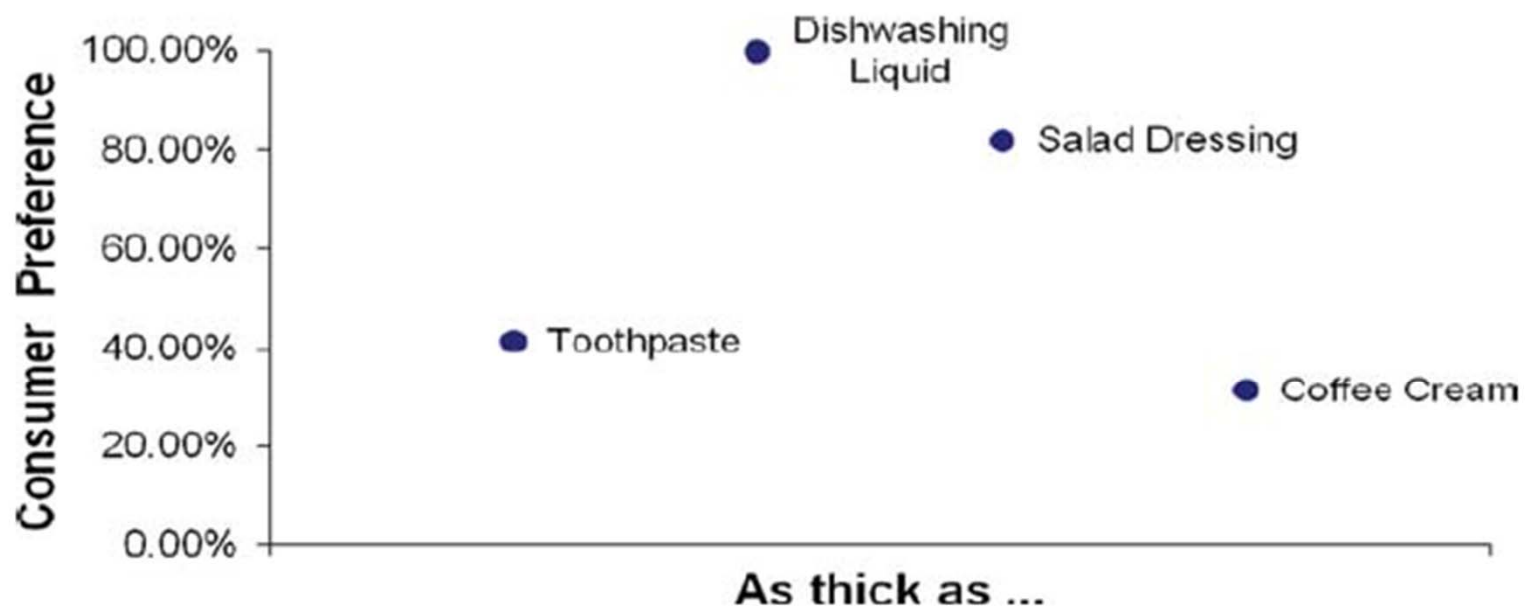 Consumer Preference
100.00%
80.00%
60.00%
40.00%
20.00%
0.00%
Dishwashing
Liquid
Salad Dressing
Toothpaste
Coffee Cream
As thick as ...